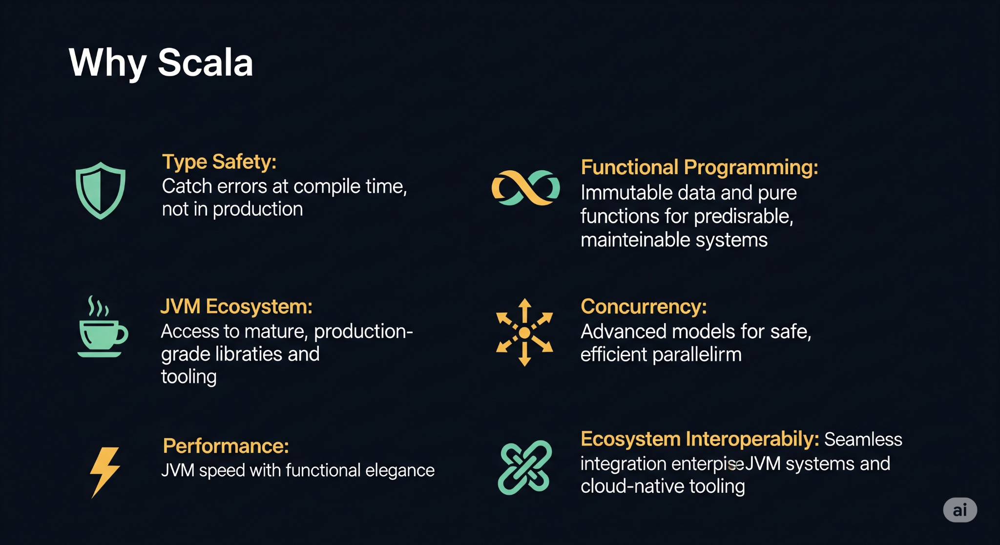 Why Scala
Type Safety:
Catch errors at compile time,
not in production
Functional Programming:
Immutable data and pure
functions for predisrable,
mainteinable systems
JVM Ecosystem:
Access to mature, production-
grade libraties and
tooling
Concurrency:
Advanced models for safe,
efficient parallelirm
Performance:
JVM speed with functional elegance
Ecosystem Interoperabily: Seamless
integration enterpiseJVM systems and
cloud-native tooling
ai